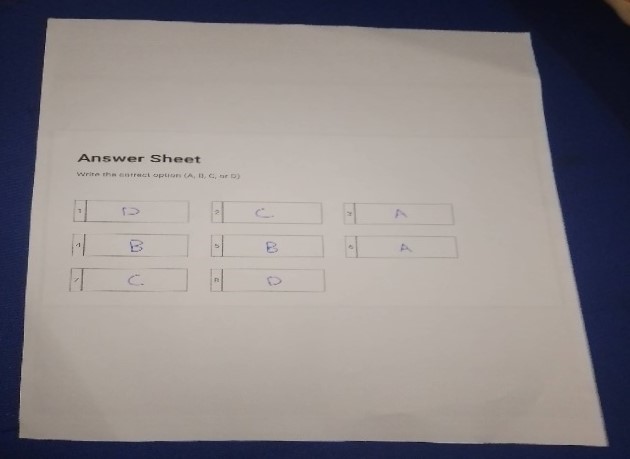 Answer Sheet
Write the correct option (A, B, C, or D)
1 D 2 C 3 A
4 B 5 B 6 A
7 C 8 D